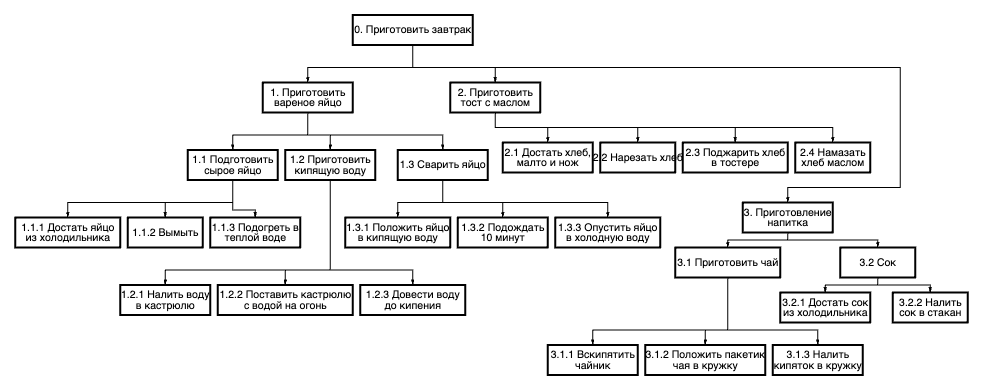 0. Приготовить завтрак
1. Приготовить
вареное яйцо
2. Приготовить
тост с маслом
1.1 Подготовить
сырое яйцо
1.2 Приготовить
кипящую воду
1.3 Сварить яйцо
2.1 Достать хлеб,
малто и нож
2.2 Нарезать хлеб
2.3 Поджарить хлеб
в тостере
2.4 Намазать
хлеб маслом
1.1.1 Достать яйцо
из холодильника
1.1.2 Вымыть
1.1.3 Подогреть в
теплой воде
1.3.1 Положить яйцо
в кипящую воду
1.3.2 Подождать
10 минут
1.3.3 Опустить яйцо
в холодную воду
3. Приготовление
напитка
3.1 Приготовить чай
3.2 Сок
1.2.1 Налить воду
в кастрюлю
1.2.2 Поставить кастрюлю
с водой на огонь
1.2.3 Довести воду
до кипения
3.2.1 Достать сок
из холодильника
3.2.2 Налить
сок в стакан
3.1.1 Вскипятить
чайник
3.1.2 Положить пакетик
чая в кружку
3.1.3 Налить
кипяток в кружку